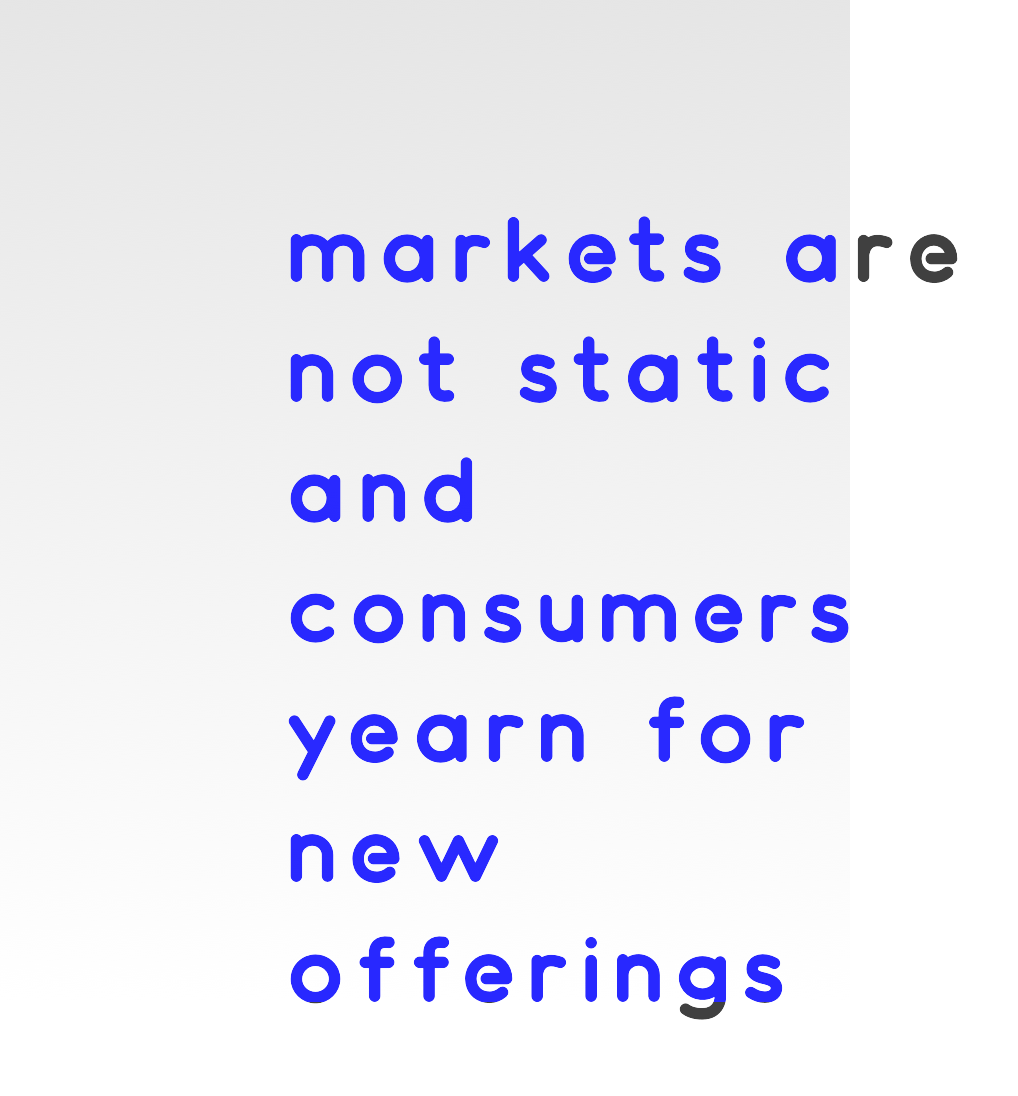 markets are
not static
and
consumers
yearn for
new
offerings